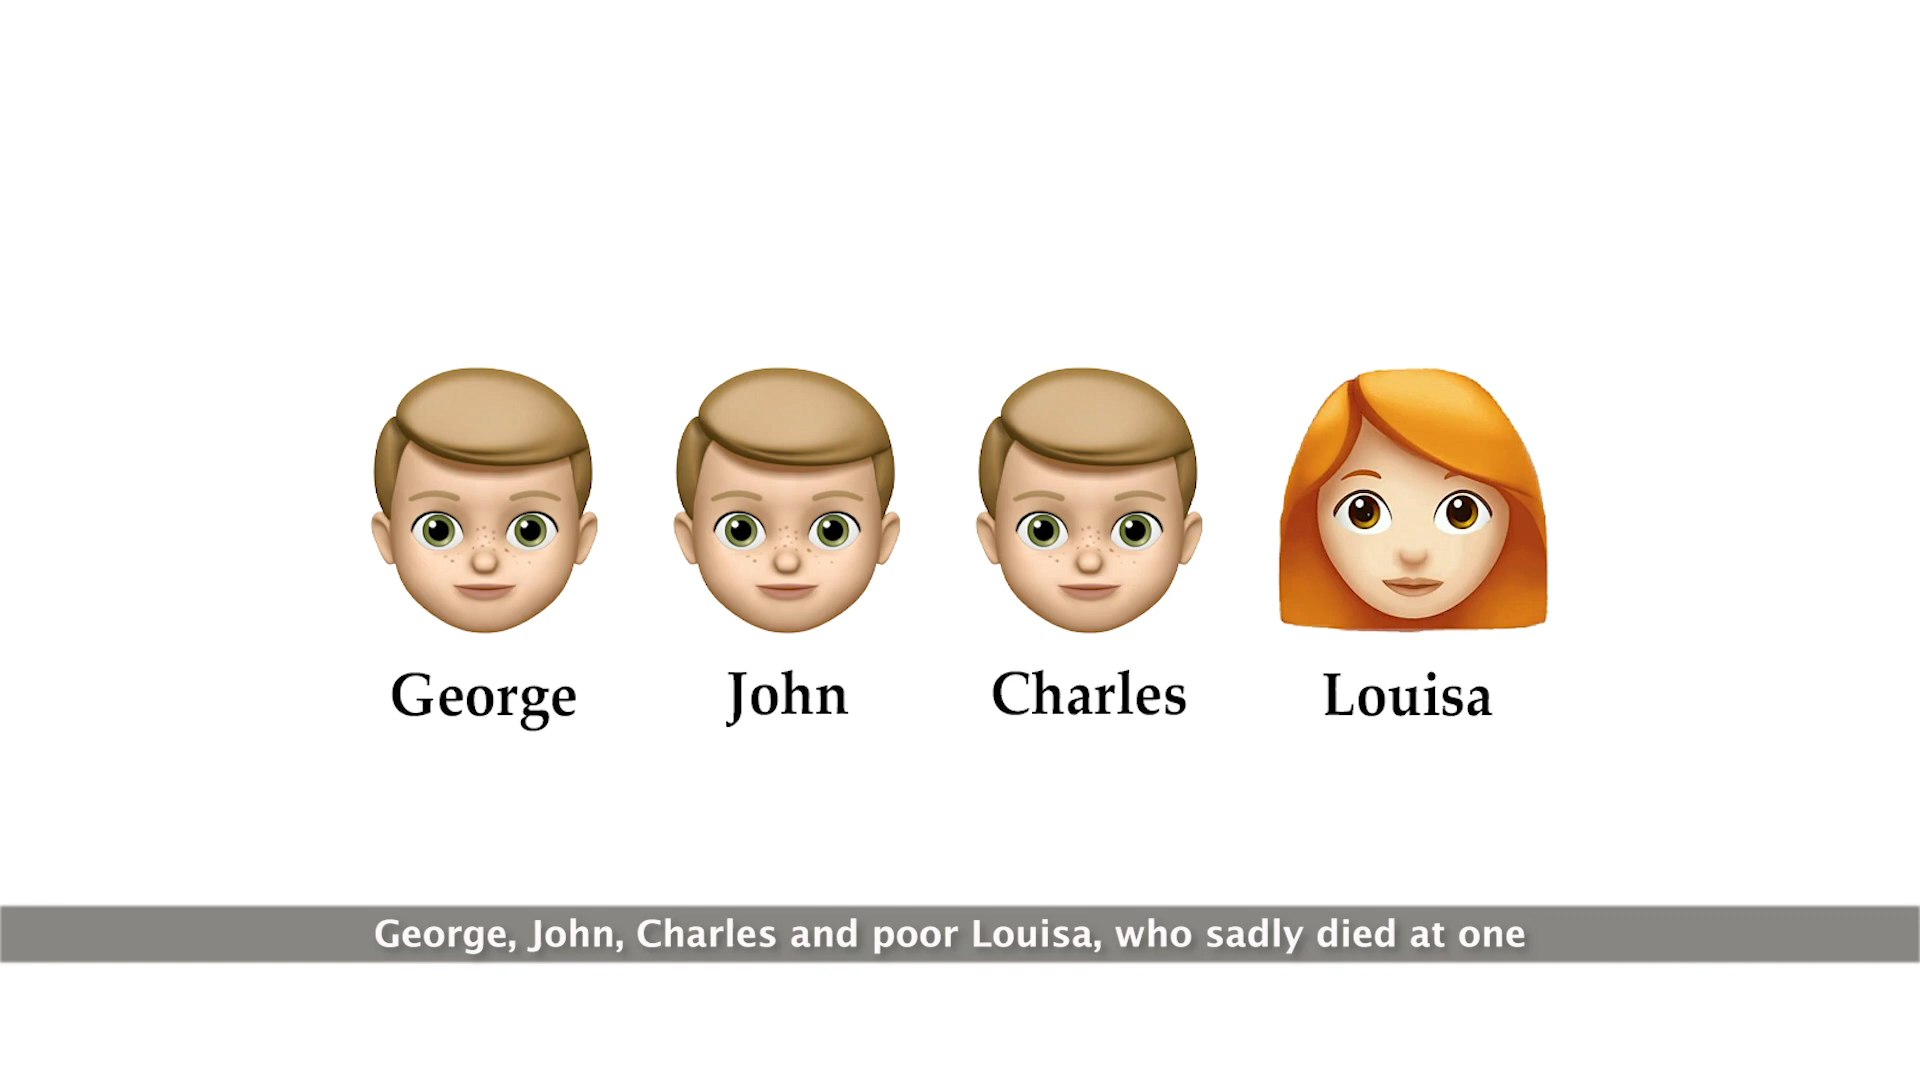 George John Charles Louisa
George, John, Charles and poor Louisa, who sadly died at one